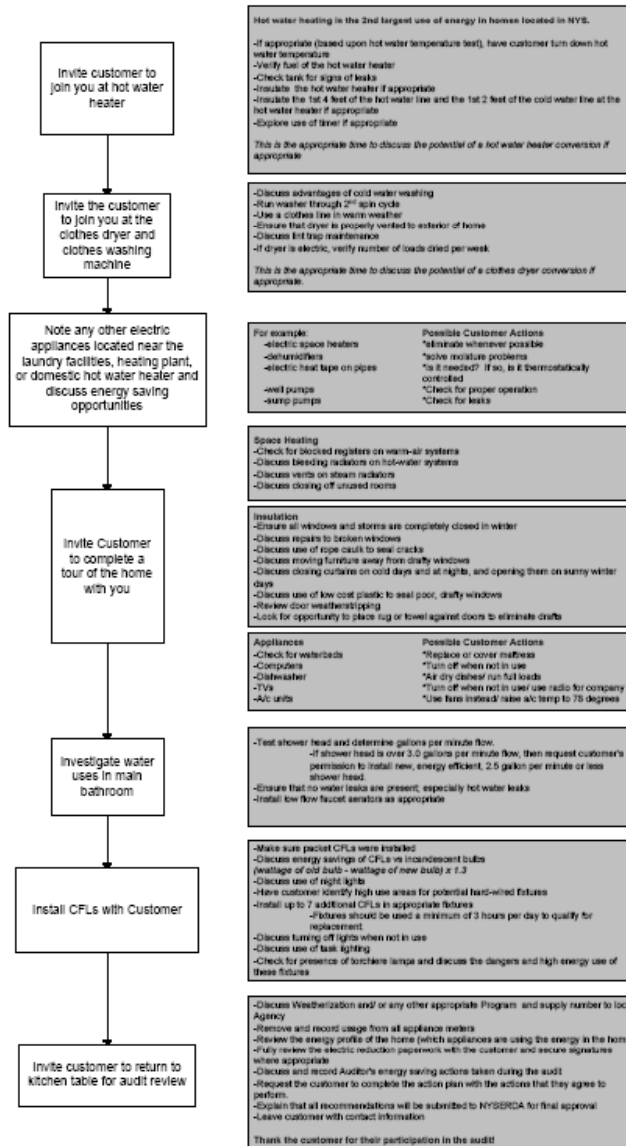 Invite customer to
join you at hot water
heater
Hot water heating is the 2nd largest use of energy in homes located in NYS.
-If appropriate (based upon hot water temperature test), have customer turn down hot
water temperature
-Verify fuel of the hot water heater
-Check tank for signs of leaks
-Insulate the hot water heater if appropriate
-Insulate the 1st 4 feet of the hot water line and the 1st 2 feet of the cold water line at the
hot water heater if appropriate
-Explore use of timer if appropriate
This is the appropriate time to discuss the potential of a hot water heater conversion if
appropriate
Invite the customer
to join you at the
clothes dryer and
clothes washing
machine
-Discuss advantages of cold water washing
-Run washer through 2nd spin cycle
-Use a clothes line in warm weather
-Ensure that dryer is properly vented to exterior of home
-Discuss lint trap maintenance
-If dryer is electric, verify number of loads dried per week
This is the appropriate time to discuss the potential of a clothes dryer conversion if
appropriate.
Note any other electric
appliances located near the
laundry facilities, heating plant,
or domestic hot water heater and
discuss energy saving
opportunities
For example: Possible Customer Actions
-electric space heaters *eliminate whenever possible
-dehumidifiers *solve moisture problems
-electric heat tape on pipes *Is it needed? If so, is it thermostatically
controlled
-well pumps *Check for proper operation
-sump pumps *Check for leaks
Invite Customer
to complete a
tour of the home
with you
Space Heating
-Check for blocked registers on warm-air systems
-Discuss bleeding radiators on hot-water systems
-Discuss vents on steam radiators
-Discuss closing off unused rooms
Insulation
-Ensure all windows and storms are completely closed in winter
-Discuss repairs to broken windows
-Discuss use of rope caulk to seal cracks
-Discuss moving furniture away from drafty windows
-Discuss closing curtains on cold days and at nights, and opening them on sunny winter
days
-Discuss use of low cost plastic to seal poor, drafty windows
-Review door weatherstripping
-Look for opportunity to place rug or towel against doors to eliminate drafts
Appliances Possible Customer Actions
-Check for waterbeds *Replace or cover mattress
-Computers *Turn off when not in use
-Dishwasher *Air dry dishes/ run full loads
-TVs *Turn off when not in use/ use radio for company
-A/c units *Use fans instead/ raise a/c temp to 78 degrees
Investigate water
uses in main
bathroom
-Test shower head and determine gallons per minute flow.
-If shower head is over 3.0 gallons per minute flow, then request customer's
permission to install new, energy efficient, 2.5 gallon per minute or less
shower head.
-Ensure that no water leaks are present; especially hot water leaks
-Install low flow faucet aerators as appropriate
Install CFLs with Customer
-Make sure packet CFLs were installed
-Discuss energy savings of CFLs vs incandescent bulbs
(wattage of old bulb - wattage of new bulb) x 1.3
-Discuss use of night lights
-Have customer identify high use areas for potential hard-wired fixtures
-Install up to 7 additional CFLs in appropriate fixtures
-Fixtures should be used a minimum of 3 hours per day to qualify for
replacement.
-Discuss turning off lights when not in use
-Discuss use of task lighting
-Check for presence of torchiere lamps and discuss the dangers and high energy use of
these fixtures
Invite customer to return to
kitchen table for audit review
-Discuss Weatherization and/ or any other appropriate Program and supply number to loc
Agency
-Remove and record usage from all appliance meters
-Review the energy profile of the home (which appliances are using the energy in the hom
-Fully review the electric reduction paperwork with the customer and secure signatures
where appropriate
-Discuss and record Auditor's energy saving actions taken during the audit
-Request the customer to complete the action plan with the actions that they agree to
perform.
-Explain that all recommendations will be submitted to NYSERDA for final approval
-Leave customer with contact information
Thank the customer for their participation in the audit!